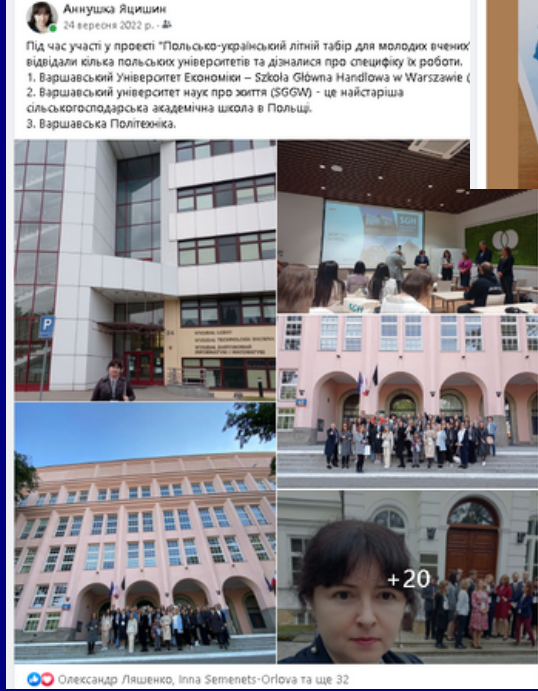 Аннушка Яцишин
24 вересня 2022 р. ·
Під час участі у проекті "Польсько-український літній табір для молодих вчених"
відвідали кілька польських університетів та дізналися про специфіку їх роботи.
1. Варшавський Університет Економіки – Szkoła Główna Handlowa w Warszawie (
2. Варшавський університет наук про життя (SGGW) - це найстаріша
сільськогосподарська академічна школа в Польщі.
3. Варшавська Політехніка.
P
34
SGH
SGH
+20
Олександр Ляшенко, Inna Semenets-Orlova та ще 32